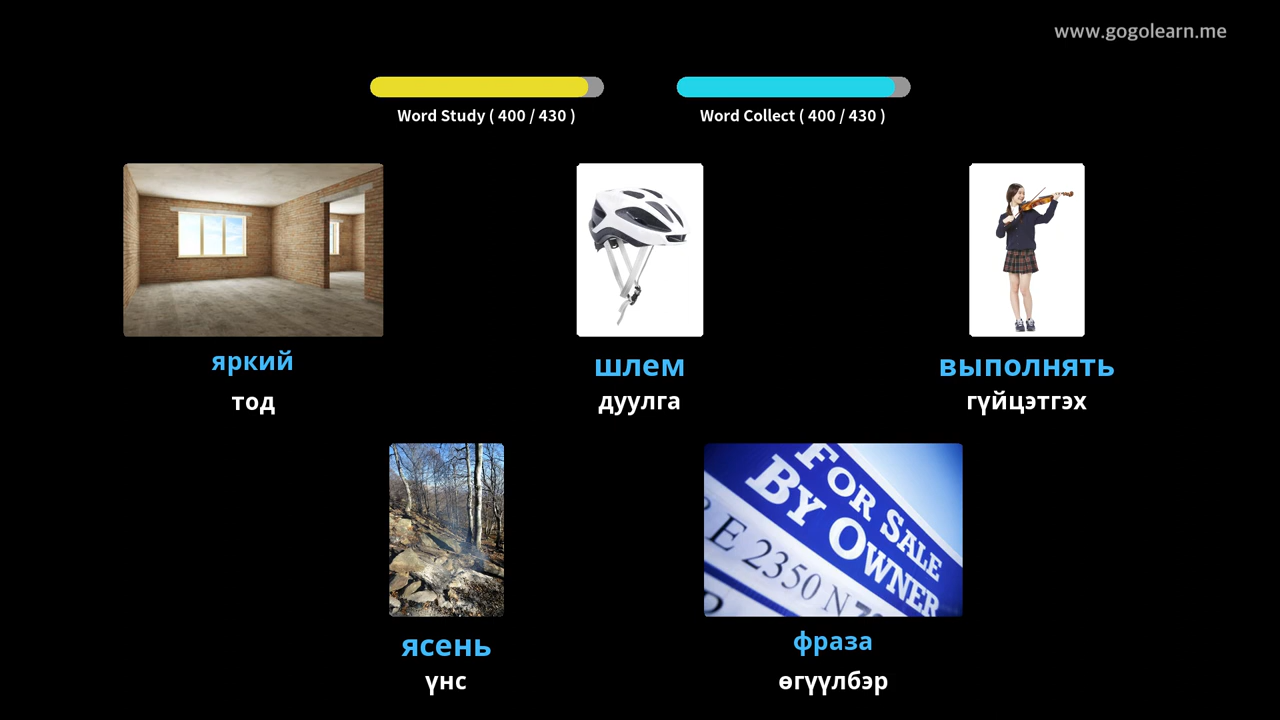 www.gogolearn.me
Word Study ( 400 / 430 )
Word Collect ( 400 / 430 )
яркий
тод
шлем
дуулга
выполнять
гүйцэтгэх
FOR SALE
BY OWNER
E 2350 N
ясень
үнс
фраза
өгүүлбэр